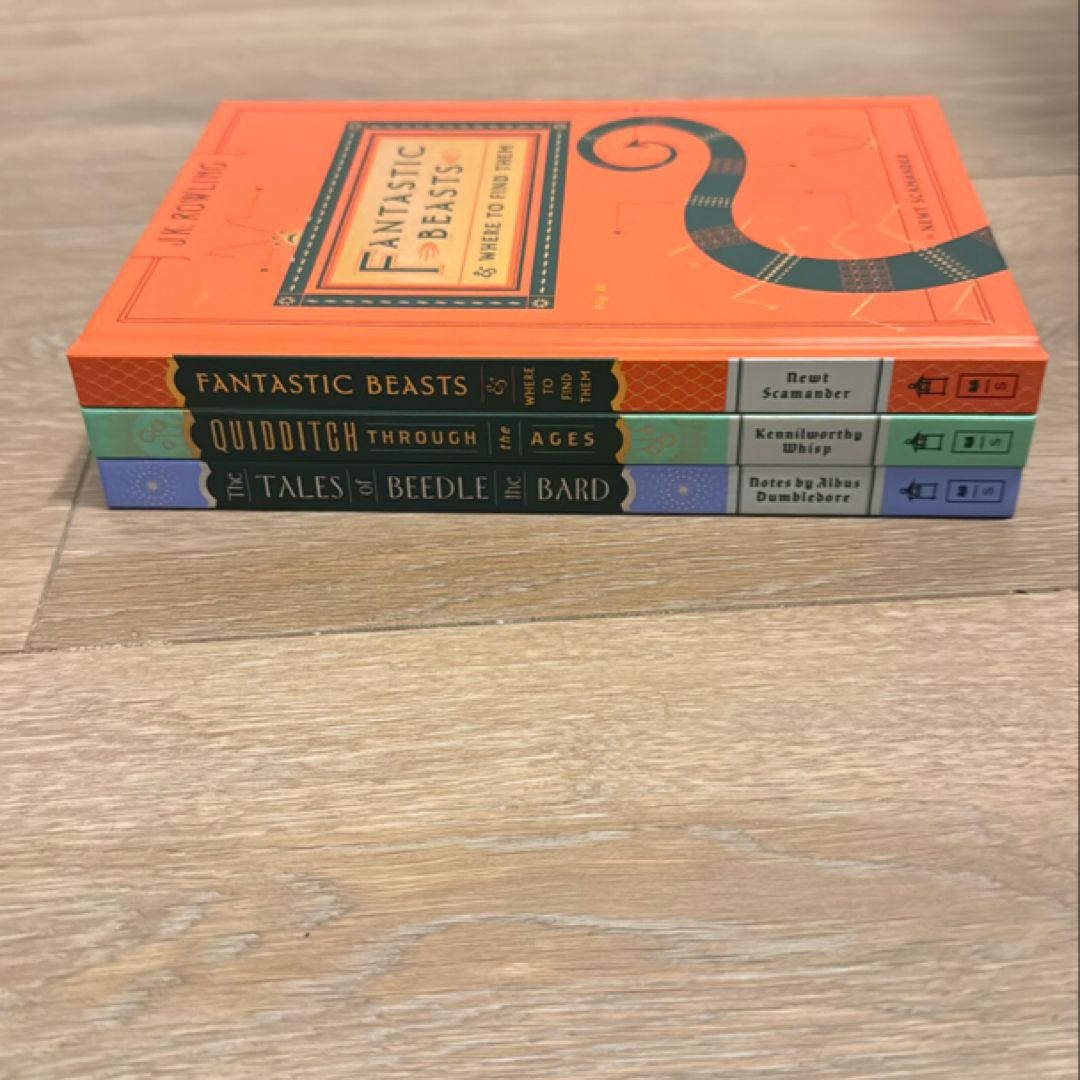 J.K. ROWLING
FANTASTIC
BEASTS
& WHERE TO FIND THEM
NEWT SCAMANDER
FANTASTIC BEASTS & WHERE TO FIND THEM Newt Scamander
QUIDDITCH THROUGH the AGES Kennilworthy Whisp
The TALES of BEEDLE the BARD Notes by Albus Dumbledore